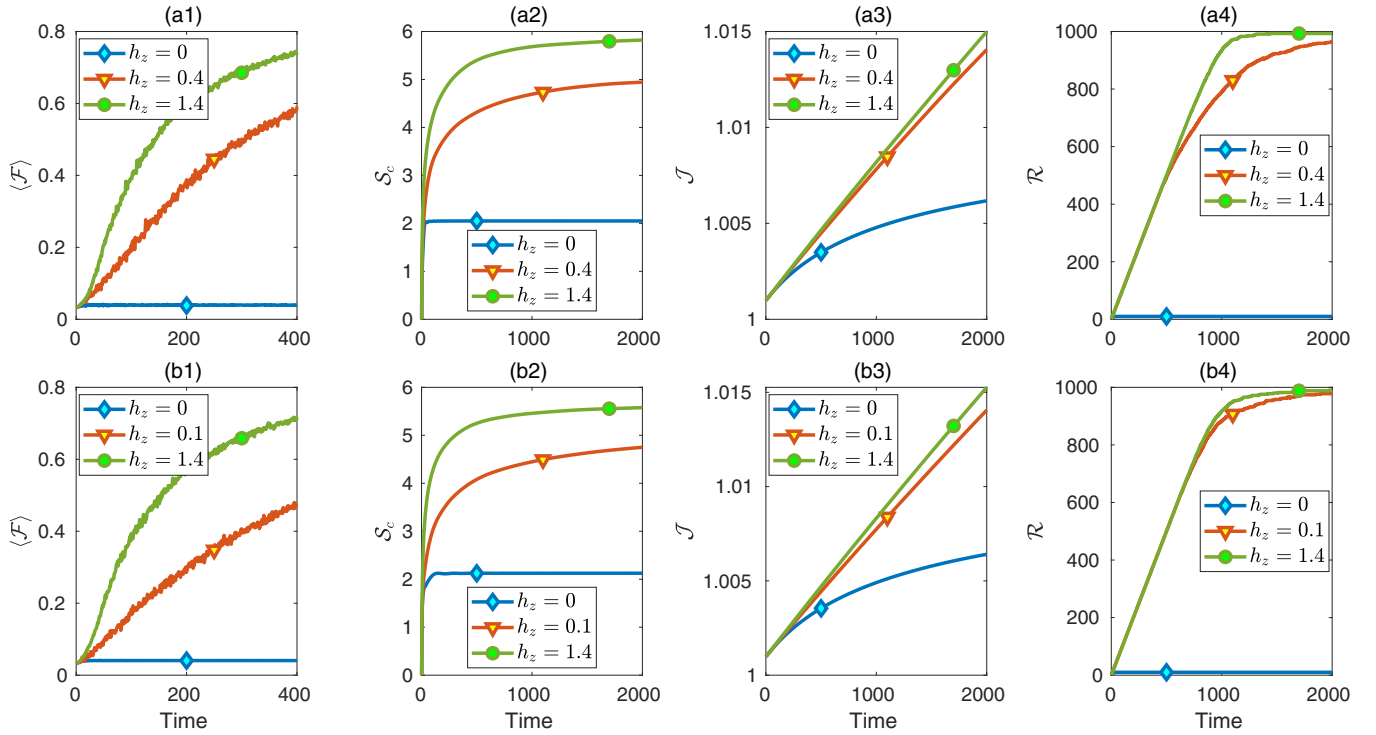 (a1)
0.8
0.6
0.4
0.2
0
0
200
400
⟨ℱ⟩
h_z = 0
h_z = 0.4
h_z = 1.4
(a2)
6
5
4
3
2
1
0
0
1000
2000
𝒮_c
h_z = 0
h_z = 0.4
h_z = 1.4
(a3)
1.015
1.01
1.005
1
0
1000
2000
𝒥
h_z = 0
h_z = 0.4
h_z = 1.4
(a4)
1000
800
600
400
200
0
0
1000
2000
ℛ
h_z = 0
h_z = 0.4
h_z = 1.4
(b1)
0.8
0.6
0.4
0.2
0
0
200
400
⟨ℱ⟩
Time
h_z = 0
h_z = 0.1
h_z = 1.4
(b2)
6
5
4
3
2
1
0
0
1000
2000
𝒮_c
Time
h_z = 0
h_z = 0.1
h_z = 1.4
(b3)
1.015
1.01
1.005
1
0
1000
2000
𝒥
Time
h_z = 0
h_z = 0.1
h_z = 1.4
(b4)
1000
800
600
400
200
0
0
1000
2000
ℛ
Time
h_z = 0
h_z = 0.1
h_z = 1.4